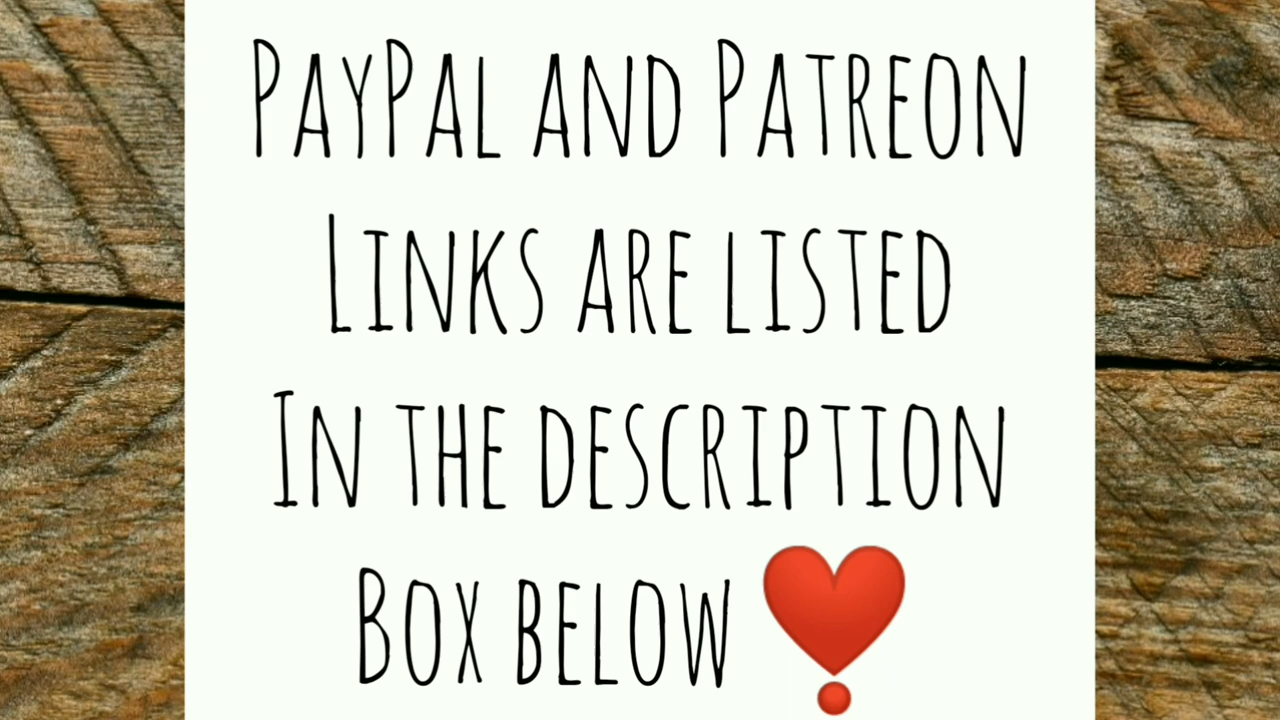 PayPal and Patreon
Links are listed
In the description
Box below ❣️